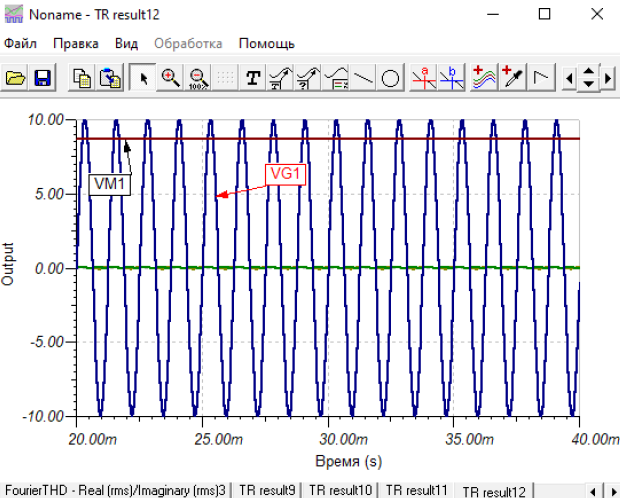 Noname - TR result12
Файл Правка Вид Обработка Помощь
100%
T
?
a
b
10.00
VM1
VG1
5.00
Output
0.00
-5.00
-10.00
20.00m
25.00m
30.00m
35.00m
40.00m
Время (s)
FourierTHD - Real (rms)/Imaginary (rms)3 TR result9 TR result10 TR result11 TR result12